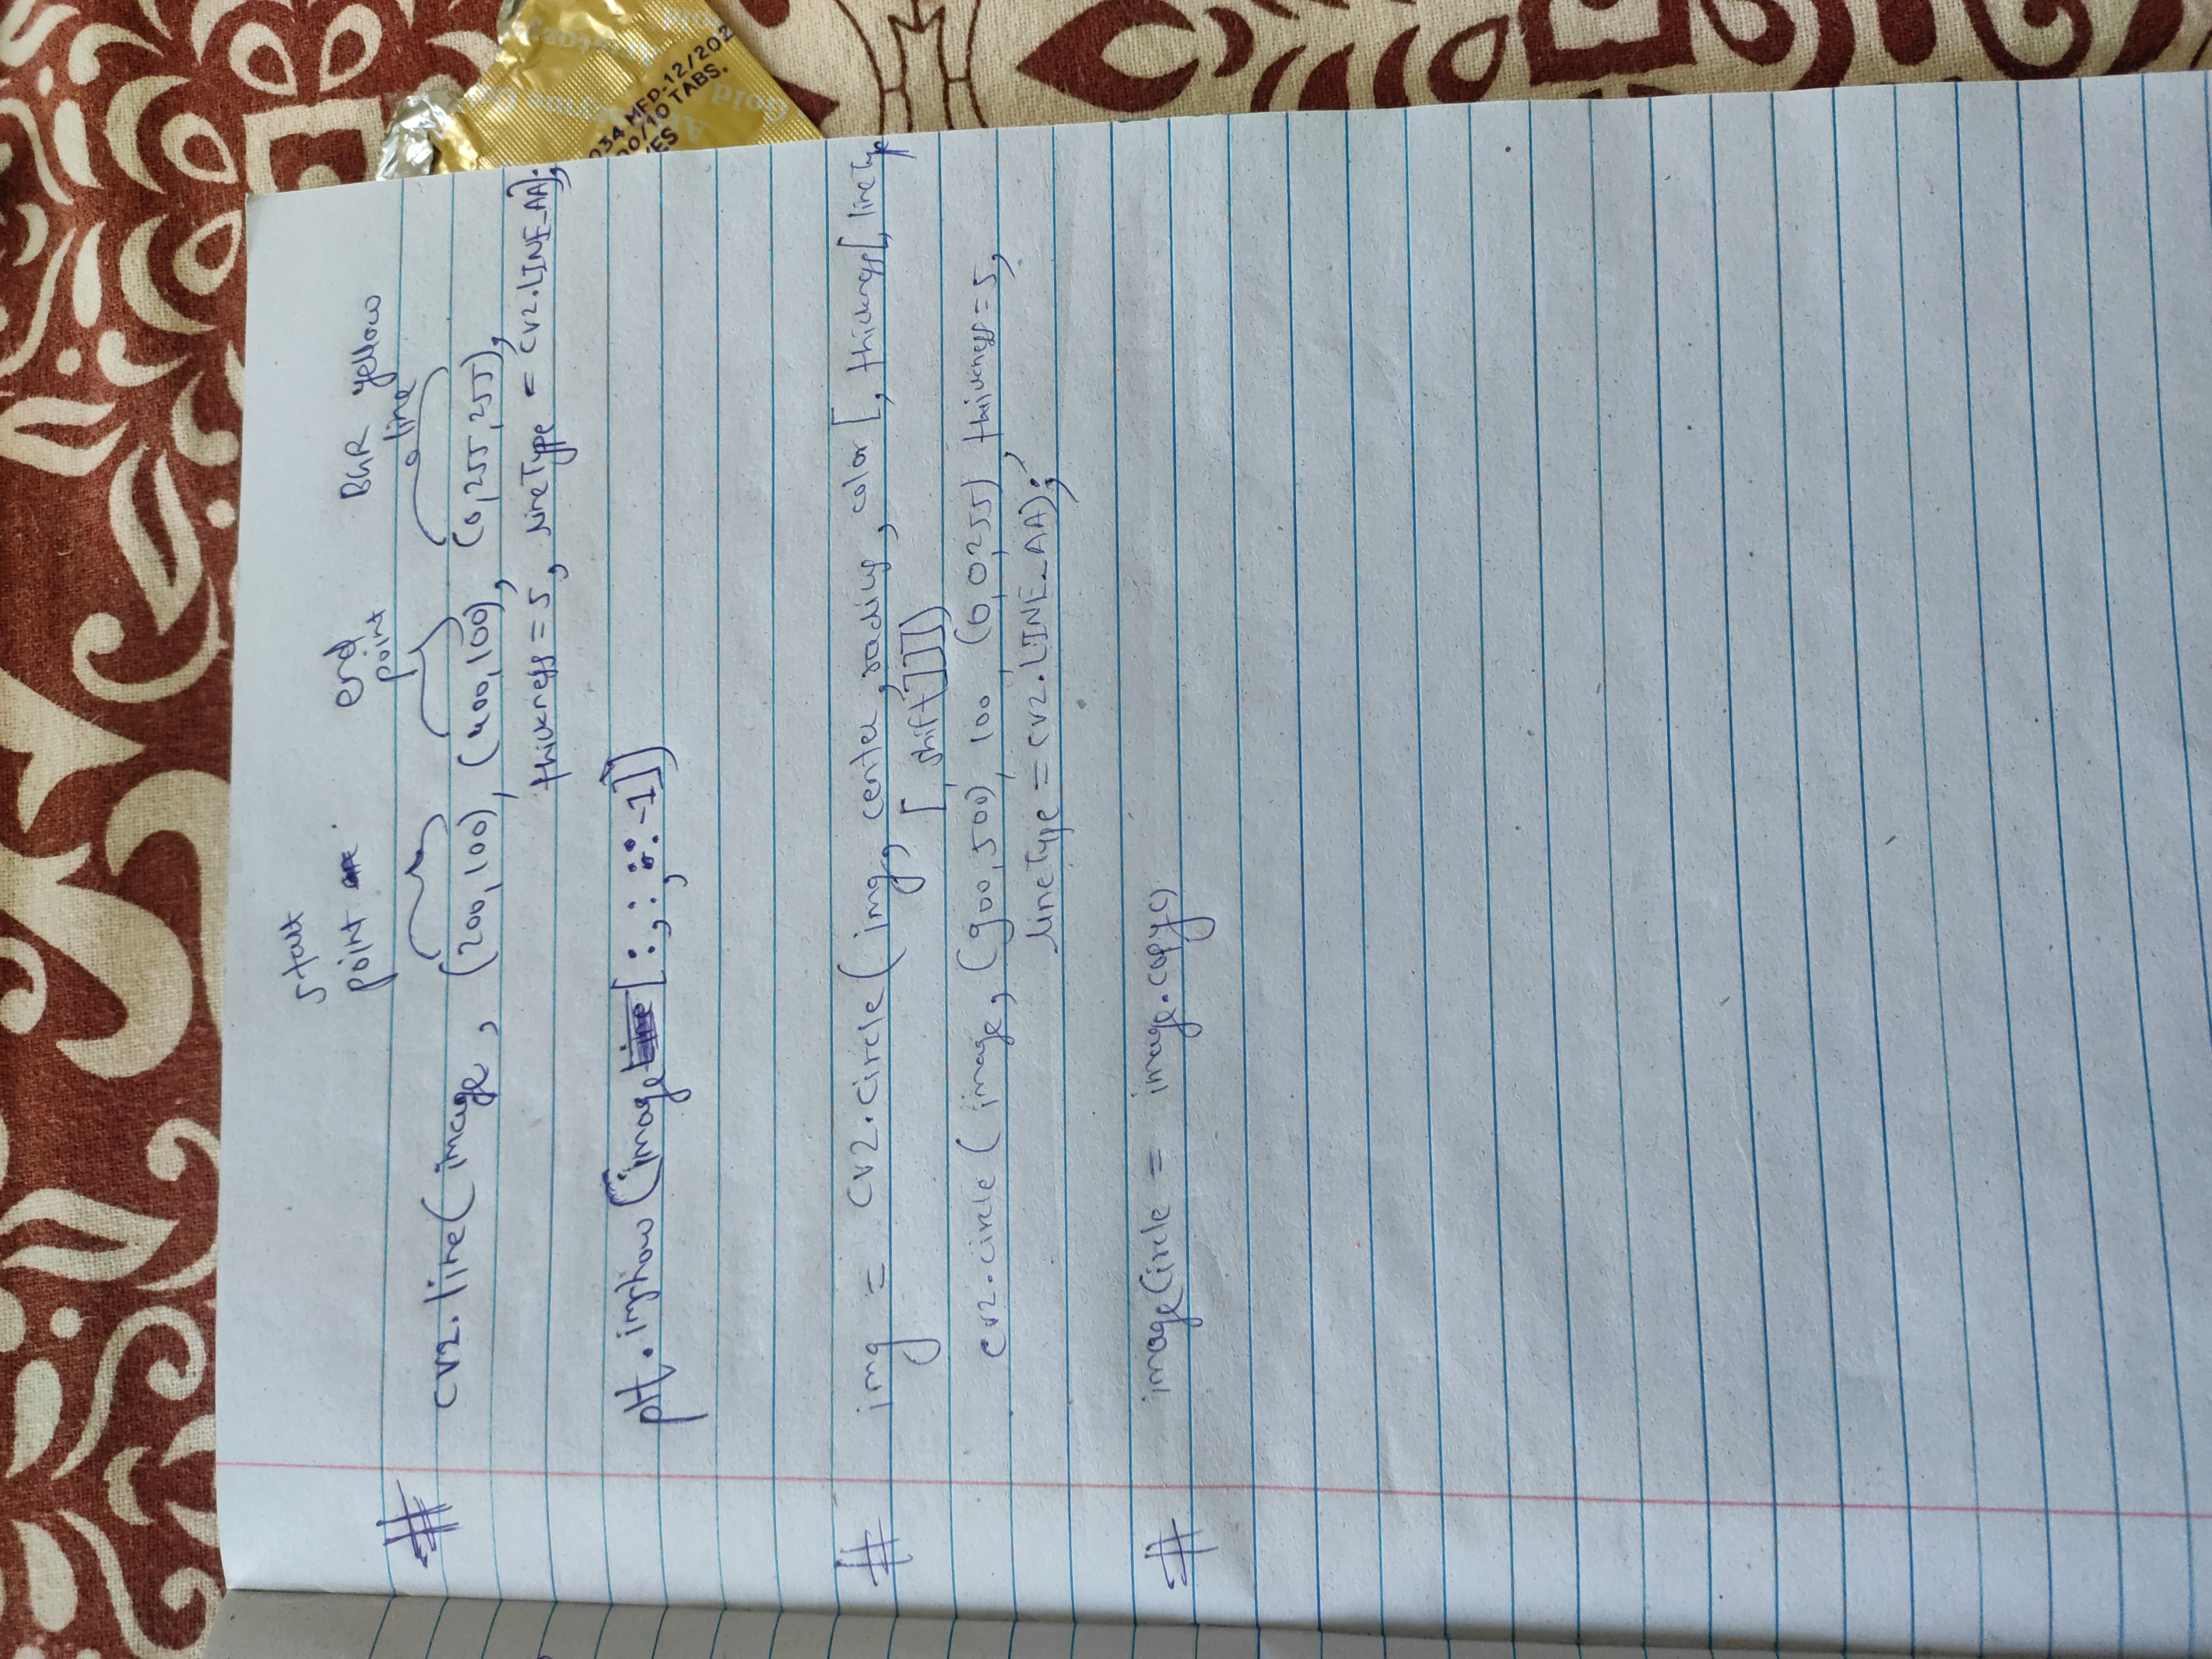 start
point
end
point
BGR yellow
line
# cv2.line(image, (200,100), (400,100), (0,255,255),
thickness=5, lineType = cv2.LINE_AA);
plt.imshow(image[:,:,::-1])
# img = cv2.circle(img, center, radius, color[, thickness[, lineType
[, shift]]])
cv2.circle(image, (900,500), 100, (0,0,255), thickness=5,
lineType = cv2.LINE_AA);
# imageCircle = image.copy()
034 MFD.12/202
00/10 TABS.